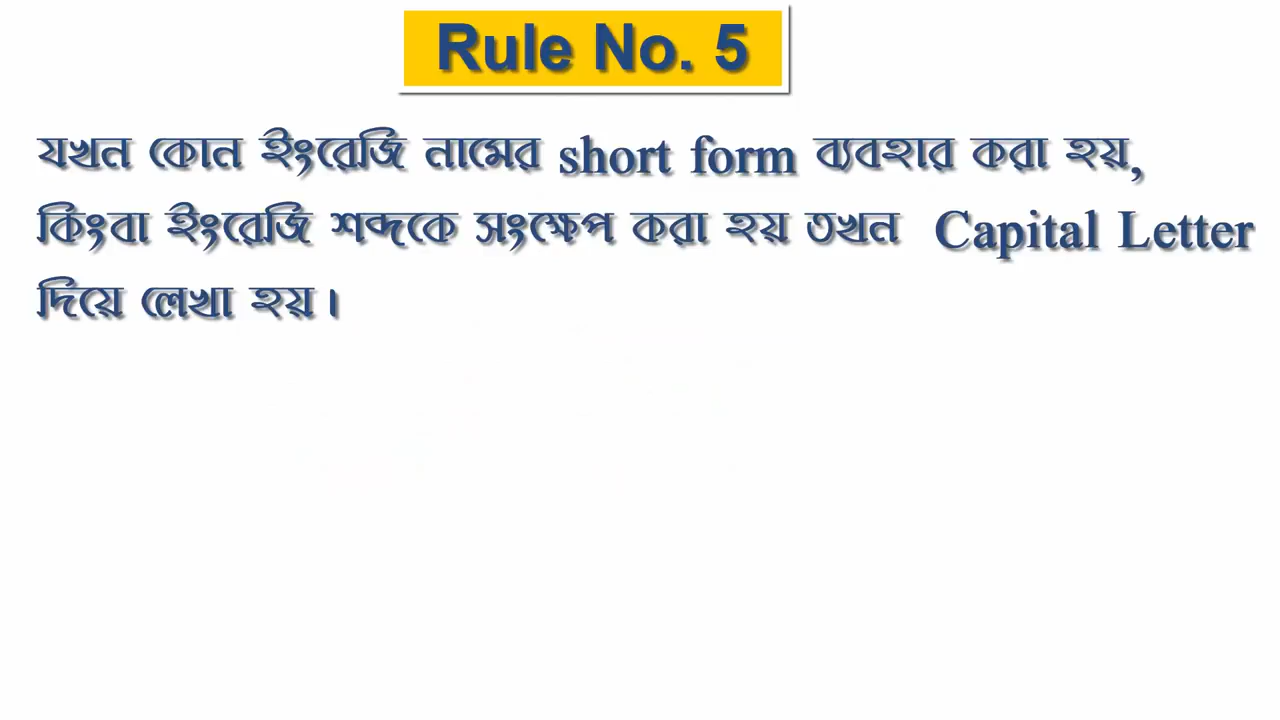 Rule No. 5
যখন কোন ইংরেজি নামের short form ব্যবহার করা হয়,
কিংবা ইংরেজি শব্দকে সংক্ষেপ করা হয় তখন Capital Letter
দিয়ে লেখা হয়।